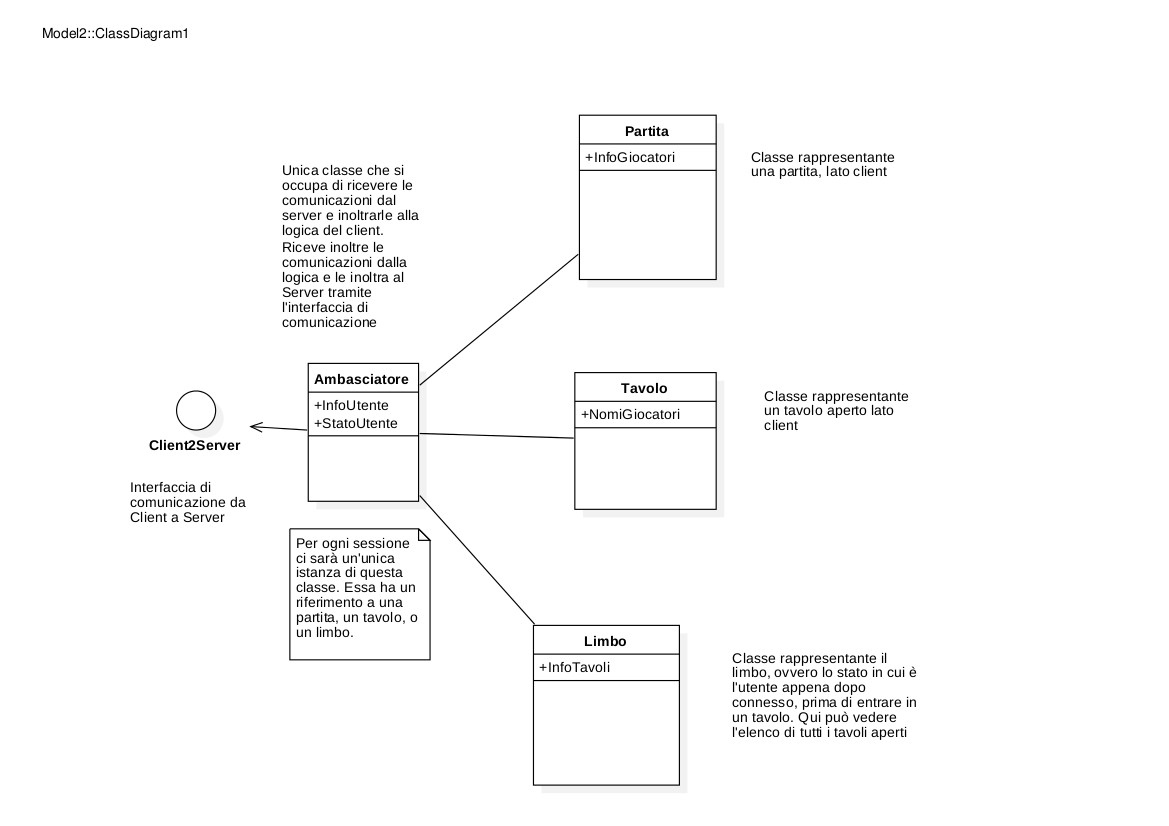 Model2::ClassDiagram1
Partita
+InfoGiocatori
Classe rappresentante
una partita, lato client
Unica classe che si
occupa di ricevere le
comunicazioni dal
server e inoltrarle alla
logica del client.
Riceve inoltre le
comunicazioni dalla
logica e le inoltra al
Server tramite
l'interfaccia di
comunicazione
Ambasciatore
+InfoUtente
+StatoUtente
Tavolo
+NomiGiocatori
Classe rappresentante
un tavolo aperto lato
client
Client2Server
Interfaccia di
comunicazione da
Client a Server
Per ogni sessione
ci sarà un'unica
istanza di questa
classe. Essa ha un
riferimento a una
partita, un tavolo, o
un limbo.
Limbo
+InfoTavoli
Classe rappresentante il
limbo, ovvero lo stato in cui è
l'utente appena dopo
connesso, prima di entrare in
un tavolo. Qui può vedere
l'elenco di tutti i tavoli aperti